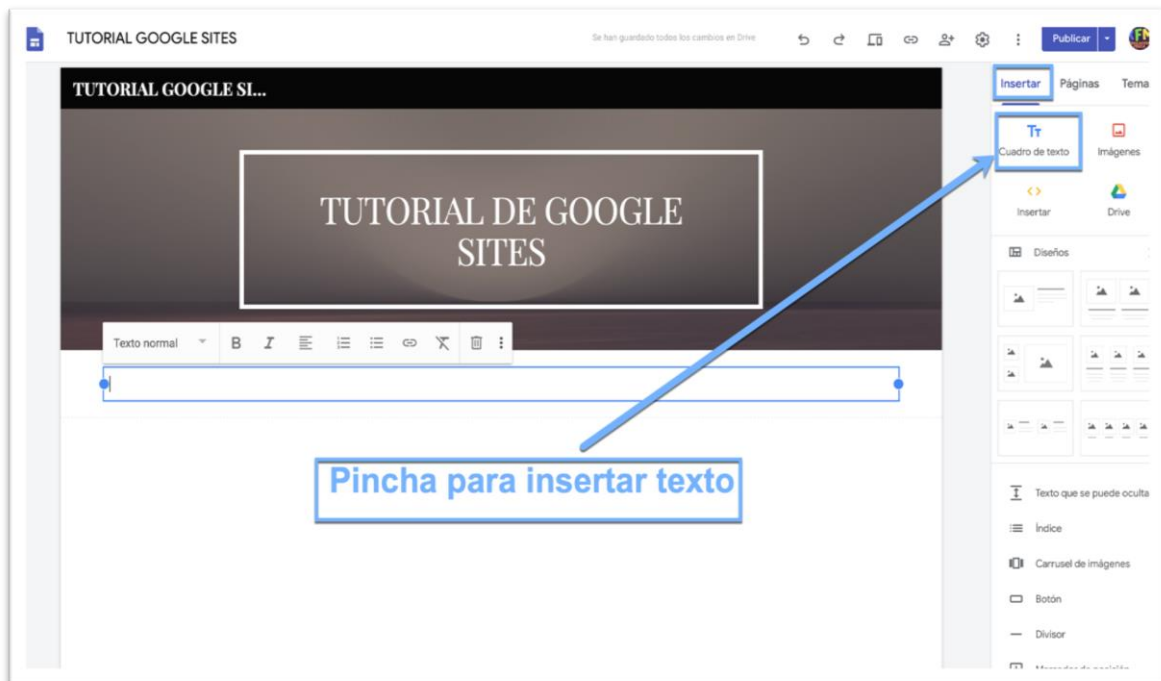 TUTORIAL GOOGLE SITES
Se han guardado todos los cambios en Drive
Publicar
TUTORIAL GOOGLE SI...
Insertar Páginas Tema
TUTORIAL DE GOOGLE
SITES
Cuadro de texto
Imágenes
Insertar
Drive
Diseños
Texto normal
Pincha para insertar texto
Texto que se puede oculta
Índice
Carrusel de imágenes
Botón
Divisor